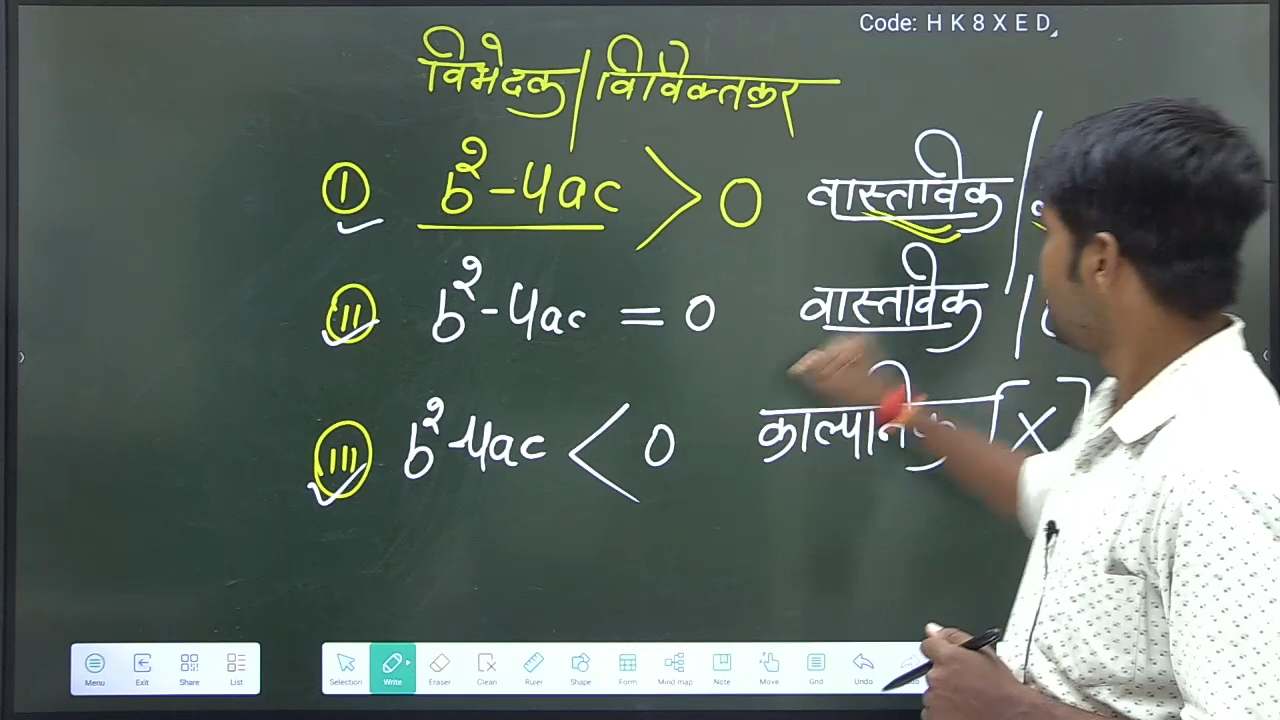 Code: H K 8 X E D
विभेदक | विविक्तकर
I b²-4ac > 0 वास्तविक |
II b²-4ac = 0 वास्तविक |
III b²-4ac < 0 काल्पनिक [×]
Menu Exit Share List Selection Write Eraser Clean Ruler Shape Form Mind map Note Move Grid Undo